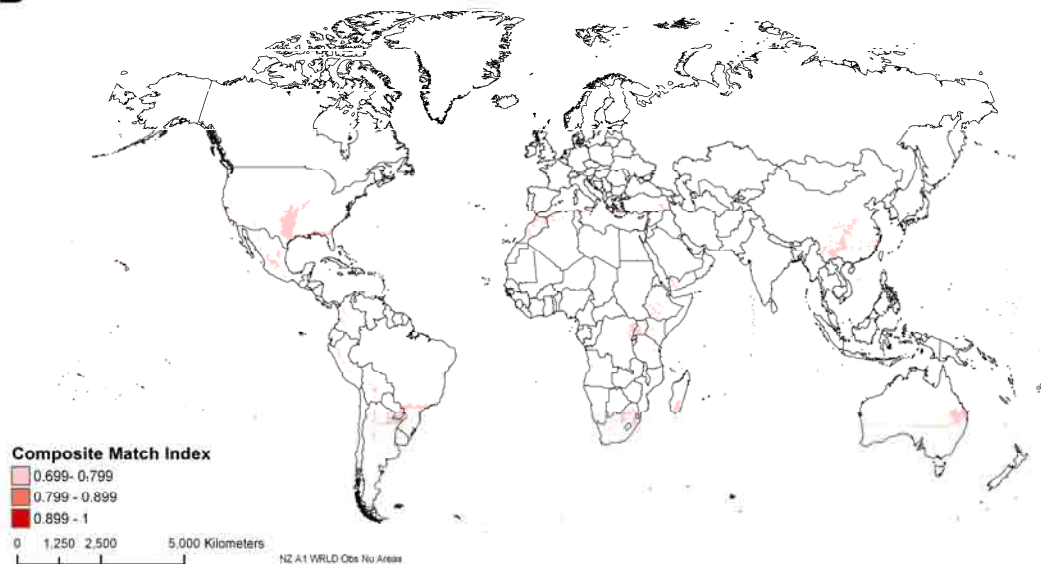 Composite Match Index
0.699- 0.799
0.799 - 0.899
0.899 - 1
0 1,250 2,500 5,000 Kilometers
NZ A1 WRLD Obs Nu Areas